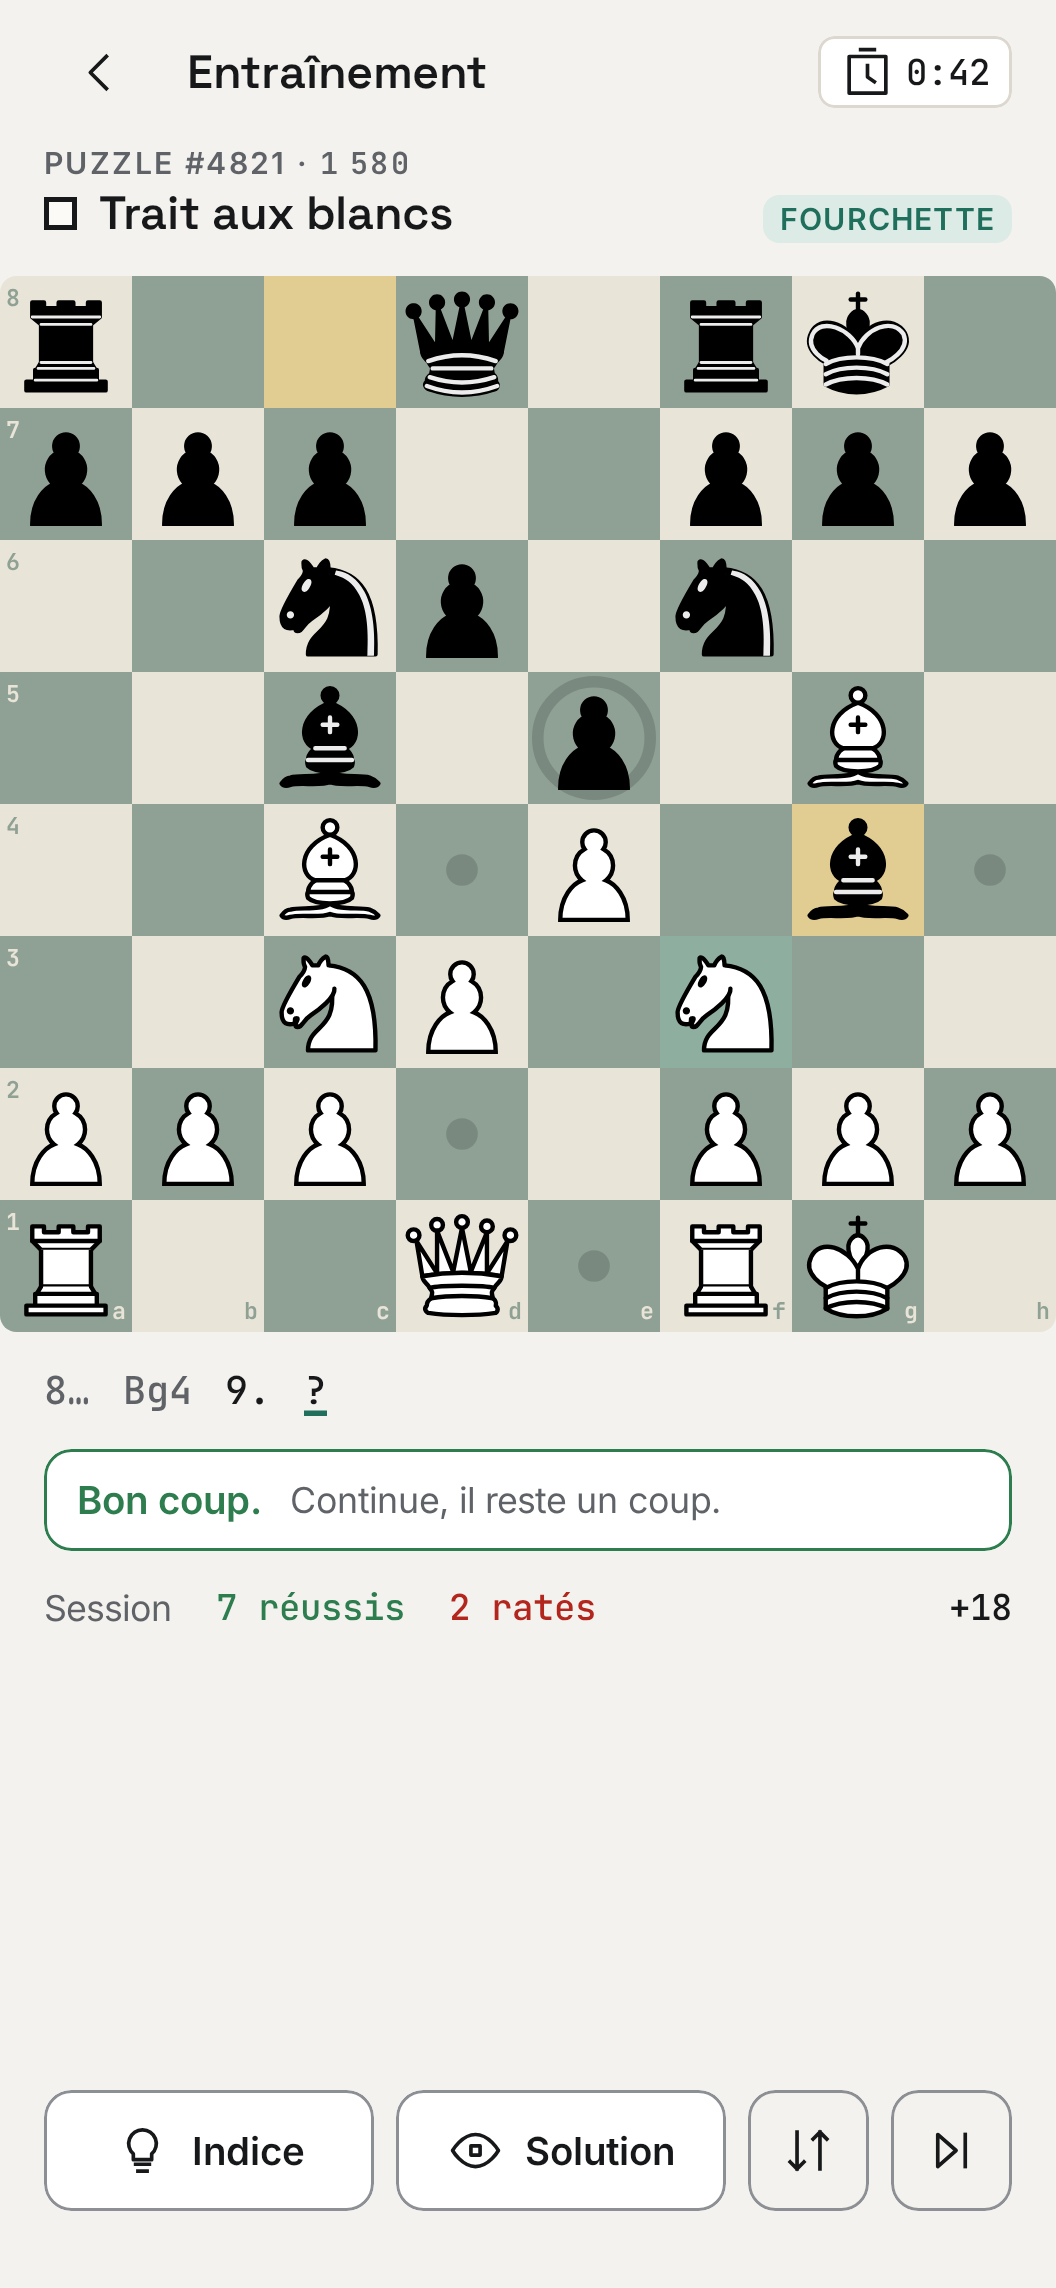 Entraînement
0:42
PUZZLE #4821 · 1 580
Trait aux blancs
FOURCHETTE
8
7
6
5
4
3
2
1
a b c d e f g h
8… Bg4 9. ?
Bon coup. Continue, il reste un coup.
Session 7 réussis 2 ratés +18
Indice
Solution